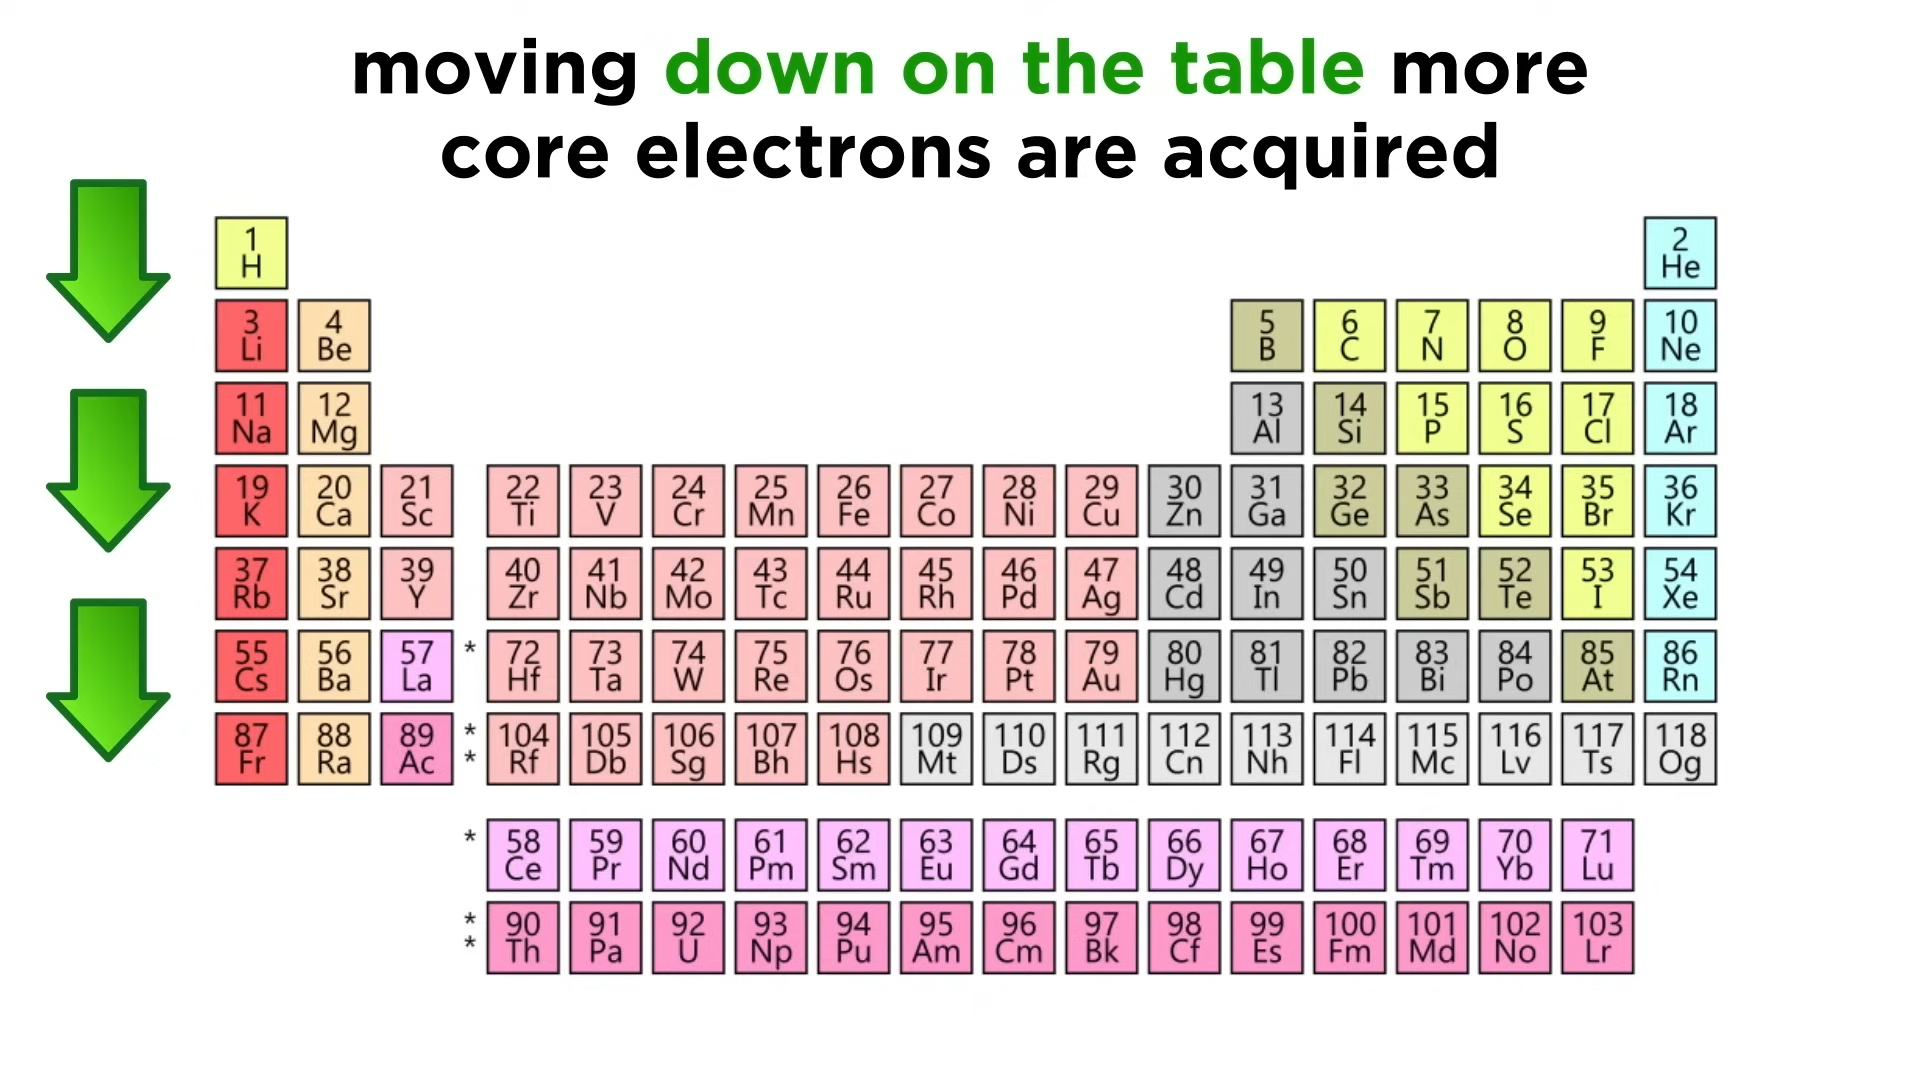 moving down on the table more
core electrons are acquired
1 2
H He
3 4 5 6 7 8 9 10
Li Be B C N O F Ne
11 12 13 14 15 16 17 18
Na Mg Al Si P S Cl Ar
19 20 21 22 23 24 25 26 27 28 29 30 31 32 33 34 35 36
K Ca Sc Ti V Cr Mn Fe Co Ni Cu Zn Ga Ge As Se Br Kr
37 38 39 40 41 42 43 44 45 46 47 48 49 50 51 52 53 54
Rb Sr Y Zr Nb Mo Tc Ru Rh Pd Ag Cd In Sn Sb Te I Xe
55 56 57 * 72 73 74 75 76 77 78 79 80 81 82 83 84 85 86
Cs Ba La Hf Ta W Re Os Ir Pt Au Hg Tl Pb Bi Po At Rn
87 88 89 * 104 105 106 107 108 109 110 111 112 113 114 115 116 117 118
Fr Ra Ac * Rf Db Sg Bh Hs Mt Ds Rg Cn Nh Fl Mc Lv Ts Og
* 58 59 60 61 62 63 64 65 66 67 68 69 70 71
Ce Pr Nd Pm Sm Eu Gd Tb Dy Ho Er Tm Yb Lu
* 90 91 92 93 94 95 96 97 98 99 100 101 102 103
* Th Pa U Np Pu Am Cm Bk Cf Es Fm Md No Lr